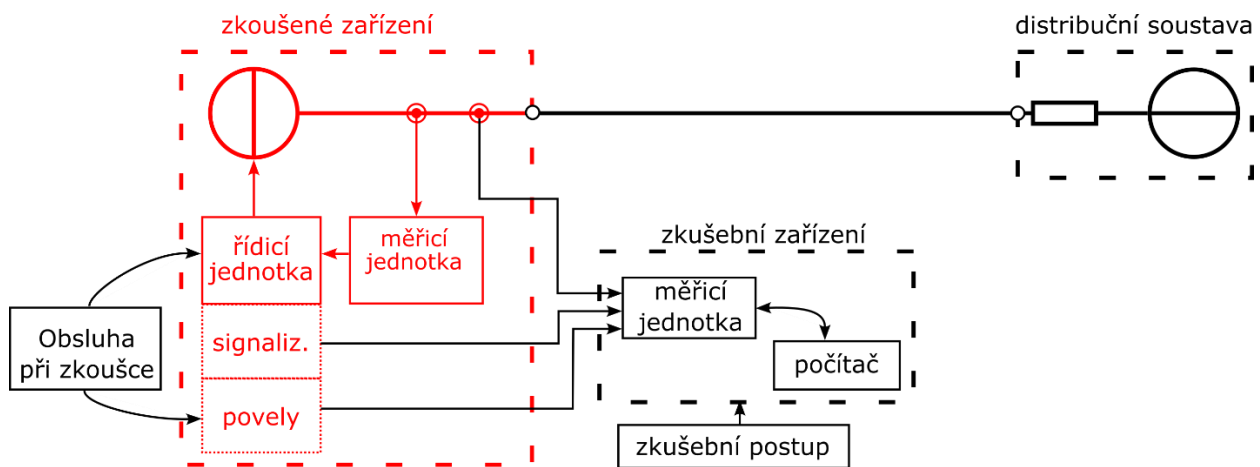 zkoušené zařízení
distribuční soustava
řídicí
jednotka
měřicí
jednotka
zkušební zařízení
měřicí
jednotka
Obsluha
při zkoušce
signaliz.
počítač
povely
zkušební postup